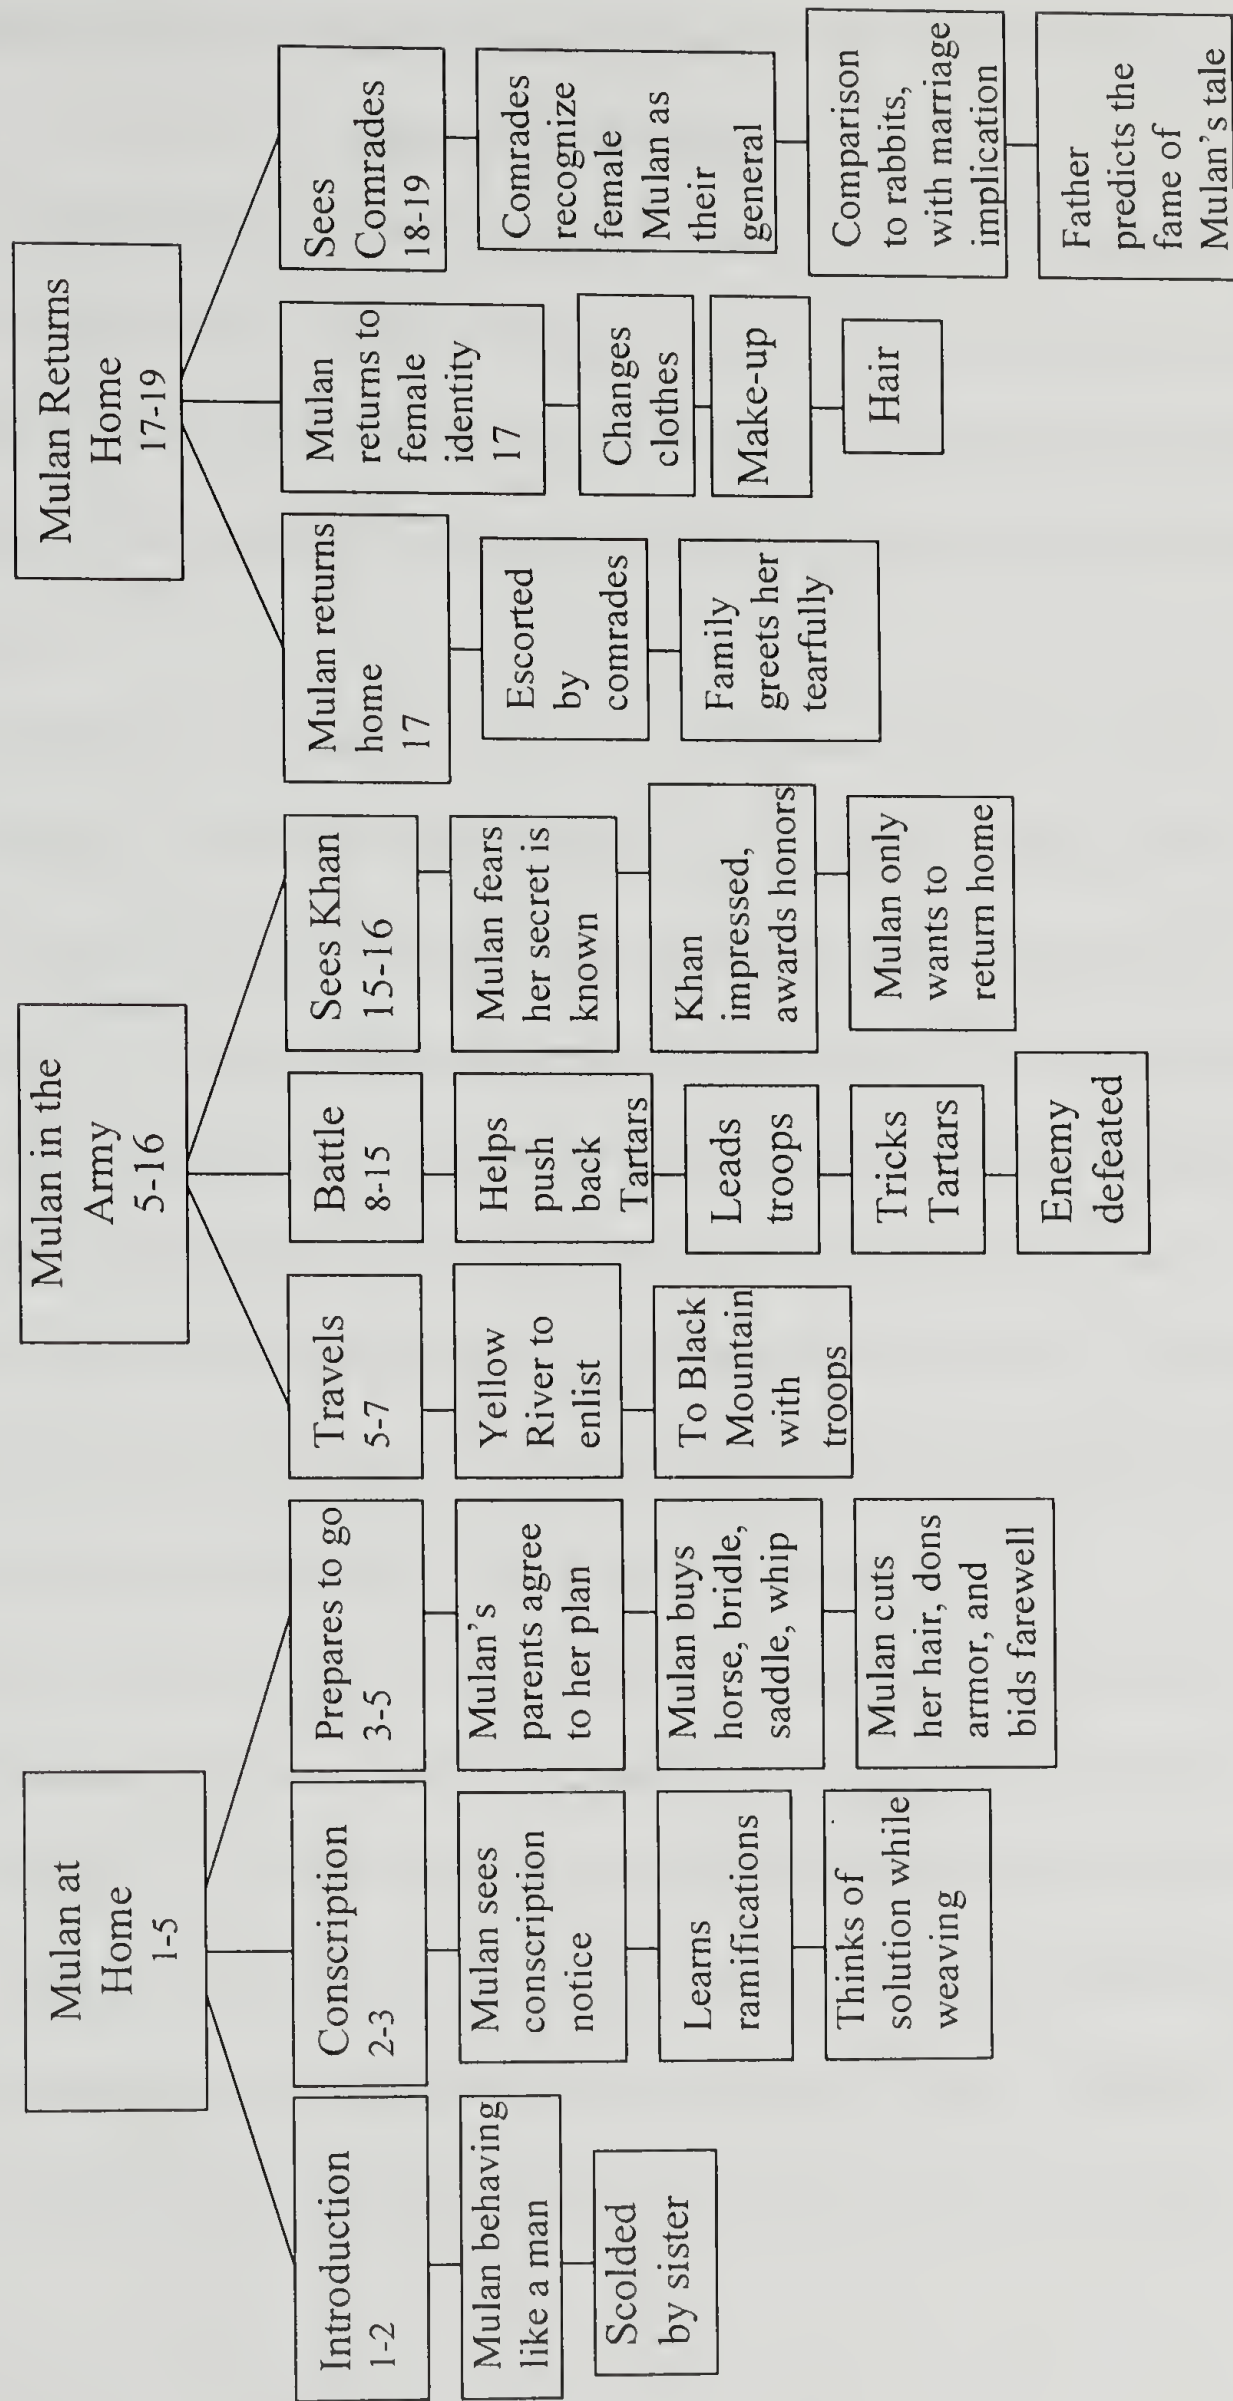 Mulan at
Home
1-5
Introduction
1-2
Mulan behaving
like a man
Scolded
by sister
Conscription
2-3
Mulan sees
conscription
notice
Learns
ramifications
Thinks of
solution while
weaving
Prepares to go
3-5
Mulan's
parents agree
to her plan
Mulan buys
horse, bridle,
saddle, whip
Mulan cuts
her hair, dons
armor, and
bids farewell
Mulan in the
Army
5-16
Travels
5-7
Yellow
River to
enlist
To Black
Mountain
with
troops
Battle
8-15
Helps
push
back
Tartars
Leads
troops
Tricks
Tartars
Enemy
defeated
Sees Khan
15-16
Mulan fears
her secret is
known
Khan
impressed,
awards honors
Mulan only
wants to
return home
Mulan Returns
Home
17-19
Mulan returns
home
17
Escorted
by
comrades
Family
greets her
tearfully
Mulan
returns to
female
identity
17
Changes
clothes
Make-up
Hair
Sees
Comrades
18-19
Comrades
recognize
female
Mulan as
their
general
Comparison
to rabbits,
with marriage
implication
Father
predicts the
fame of
Mulan's tale